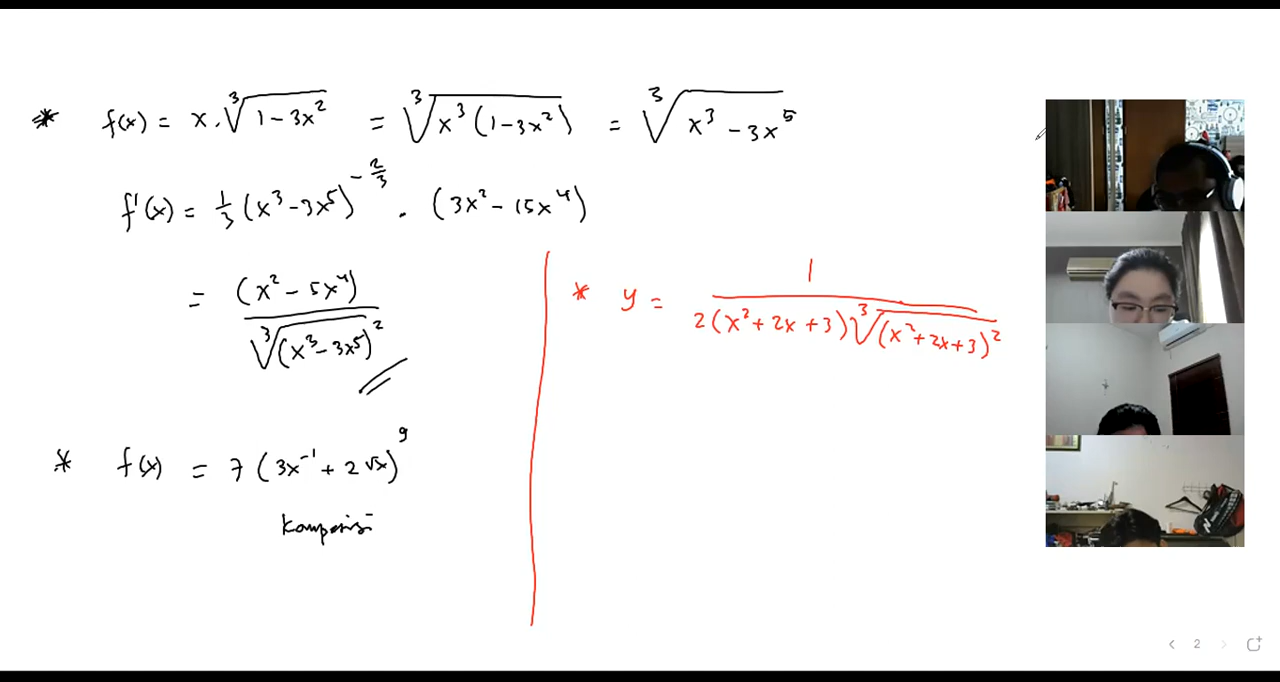 * f(x) = x . ∛(1 - 3x²) = ∛(x³ (1 - 3x²)) = ∛(x³ - 3x⁵)
f'(x) = 1/3 (x³ - 3x⁵)^(-2/3) . (3x² - 15x⁴)
= (x² - 5x⁴) / ∛((x³ - 3x⁵)²)
* f(x) = 7 (3x⁻¹ + 2√x)⁹
komposisi
* y = 1 / (2(x² + 2x + 3) ∛((x² + 2x + 3)²))
2